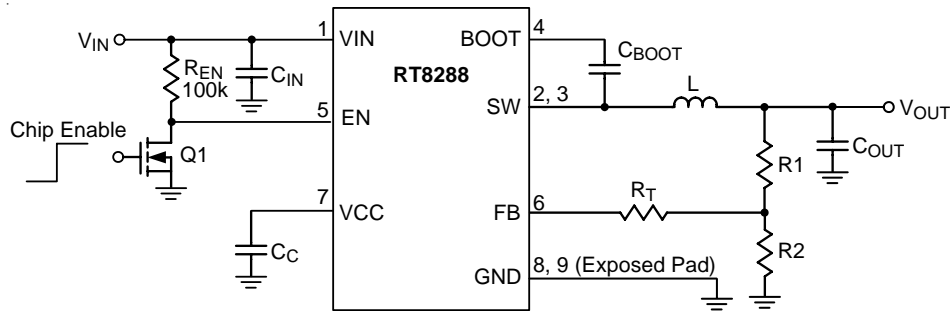 VIN
REN
100k
CIN
1
VIN
RT8288
BOOT
4
CBOOT
5
EN
SW
2, 3
L
VOUT
COUT
Chip Enable
Q1
R1
7
VCC
FB
6
RT
CC
R2
GND
8, 9 (Exposed Pad)